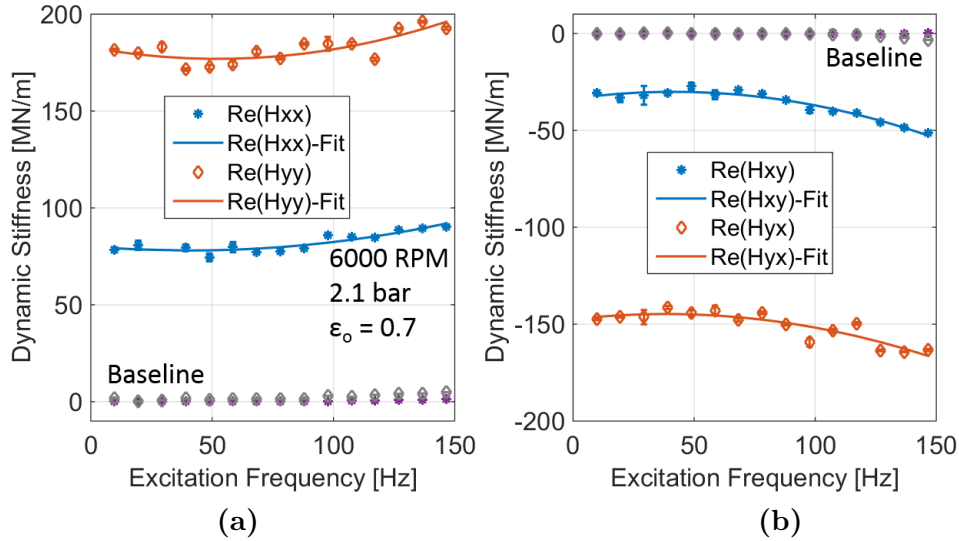 200
150
100
50
0
Dynamic Stiffness [MN/m]
Re(Hxx)
Re(Hxx)-Fit
Re(Hyy)
Re(Hyy)-Fit
6000 RPM
2.1 bar
εo = 0.7
Baseline
0 50 100 150
Excitation Frequency [Hz]
(a)
0
-50
-100
-150
-200
Dynamic Stiffness [MN/m]
Baseline
Re(Hxy)
Re(Hxy)-Fit
Re(Hyx)
Re(Hyx)-Fit
0 50 100 150
Excitation Frequency [Hz]
(b)